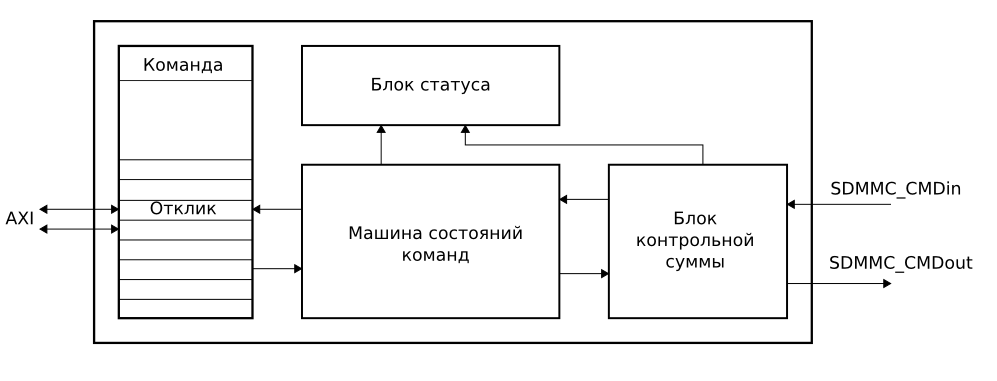 Команда
Блок статуса
AXI
Отклик
Машина состояний
команд
Блок
контрольной
суммы
SDMMC_CMDin
SDMMC_CMDout